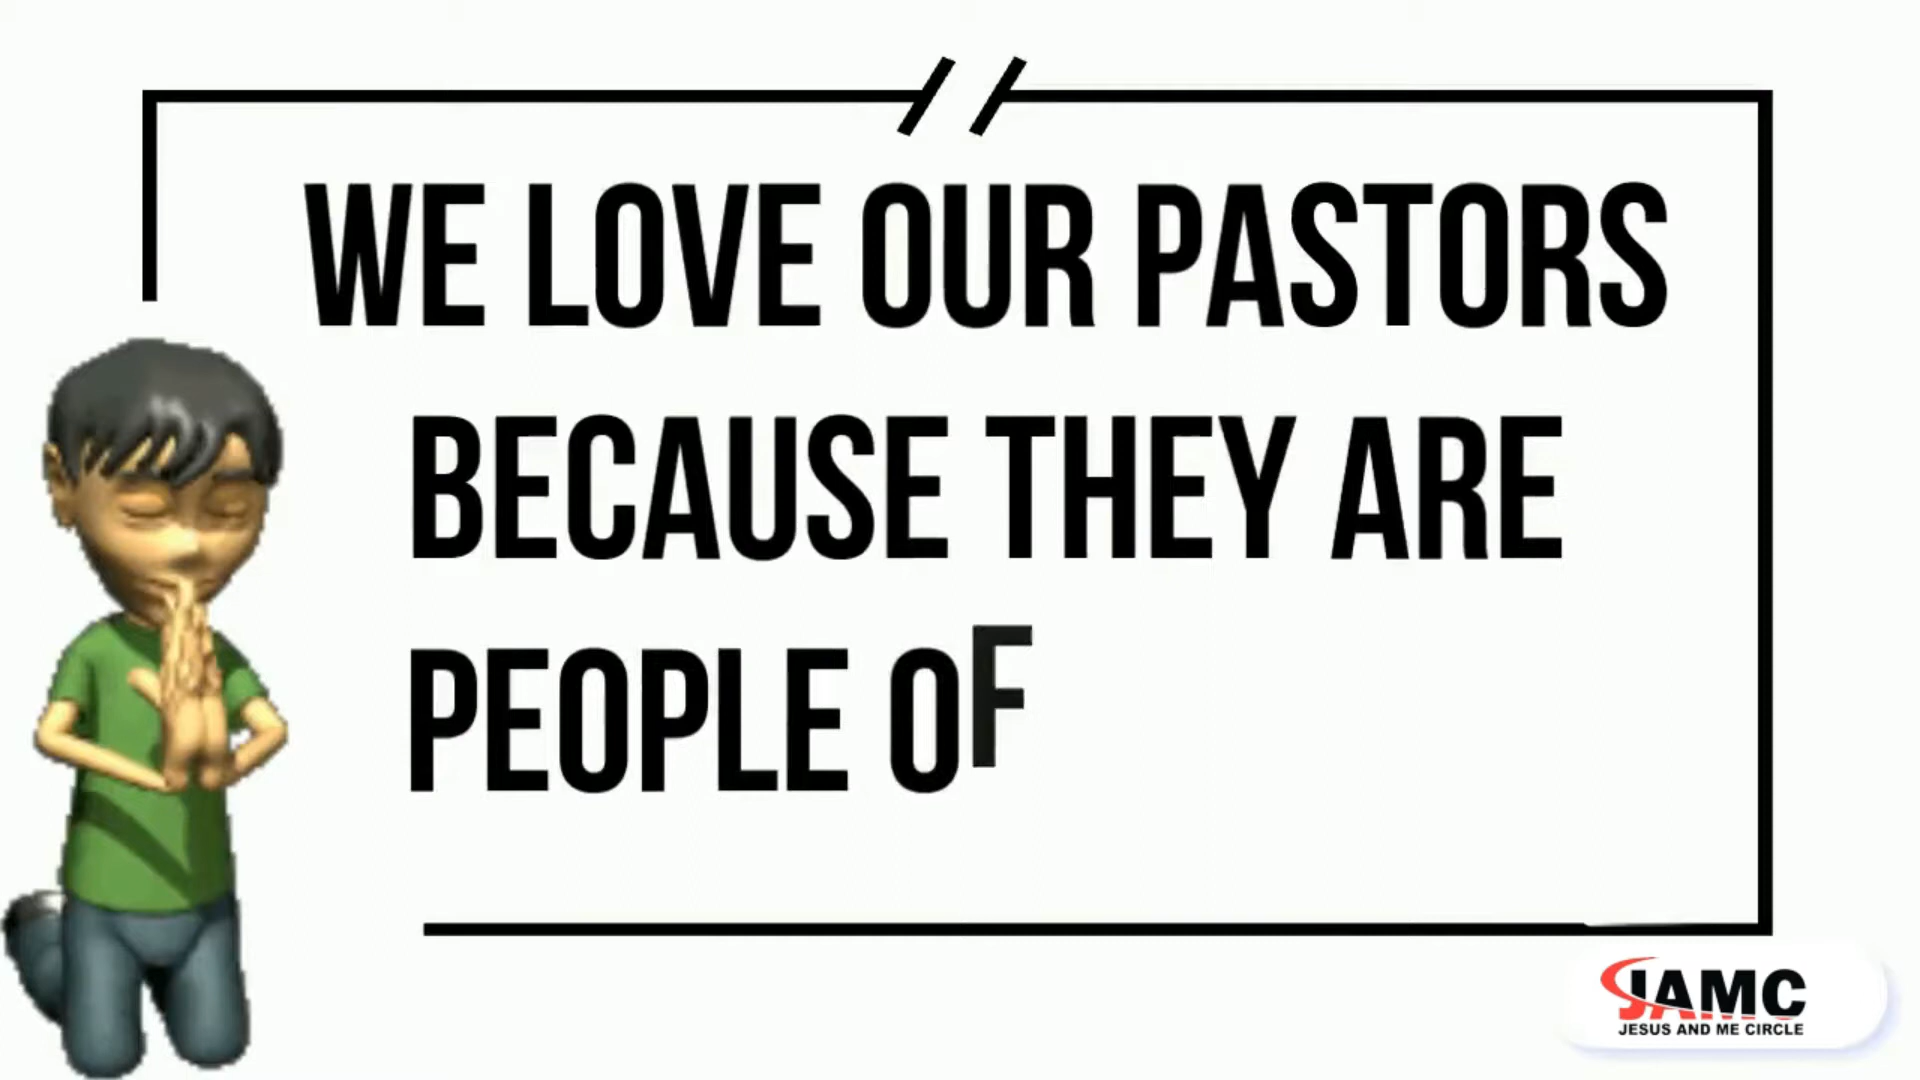 WE LOVE OUR PASTORS
BECAUSE THEY ARE
PEOPLE OF
JAMC
JESUS AND ME CIRCLE